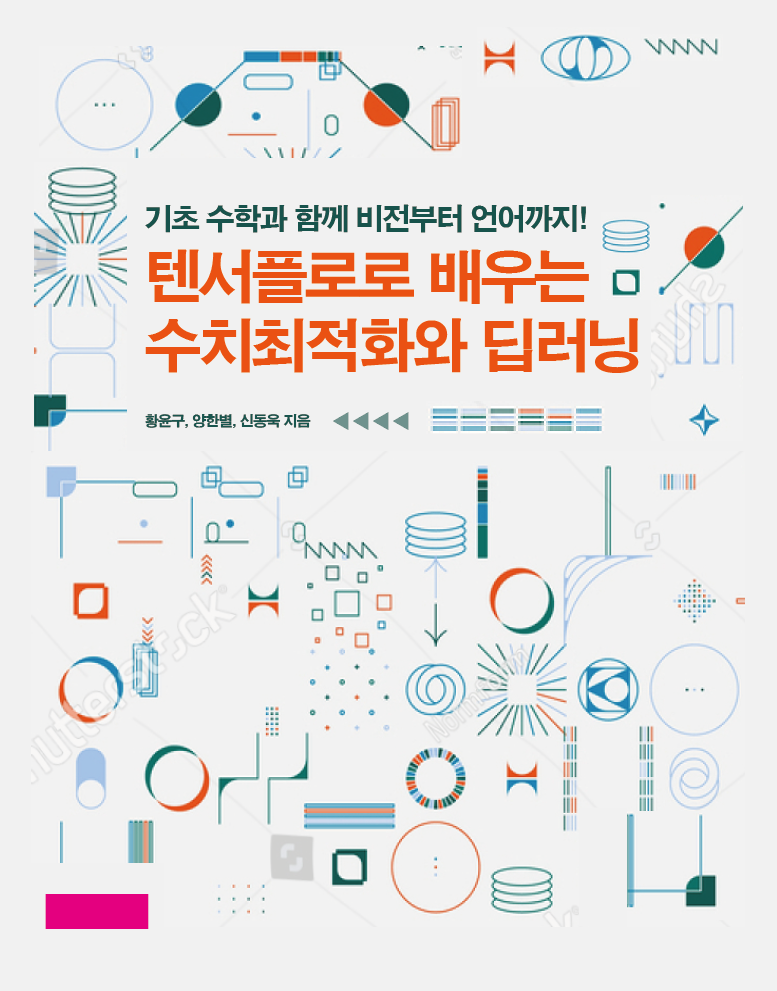 기초 수학과 함께 비전부터 언어까지!
텐서플로로 배우는
수치최적화와 딥러닝
황윤구, 양한별, 신동욱 지음
shutterstock